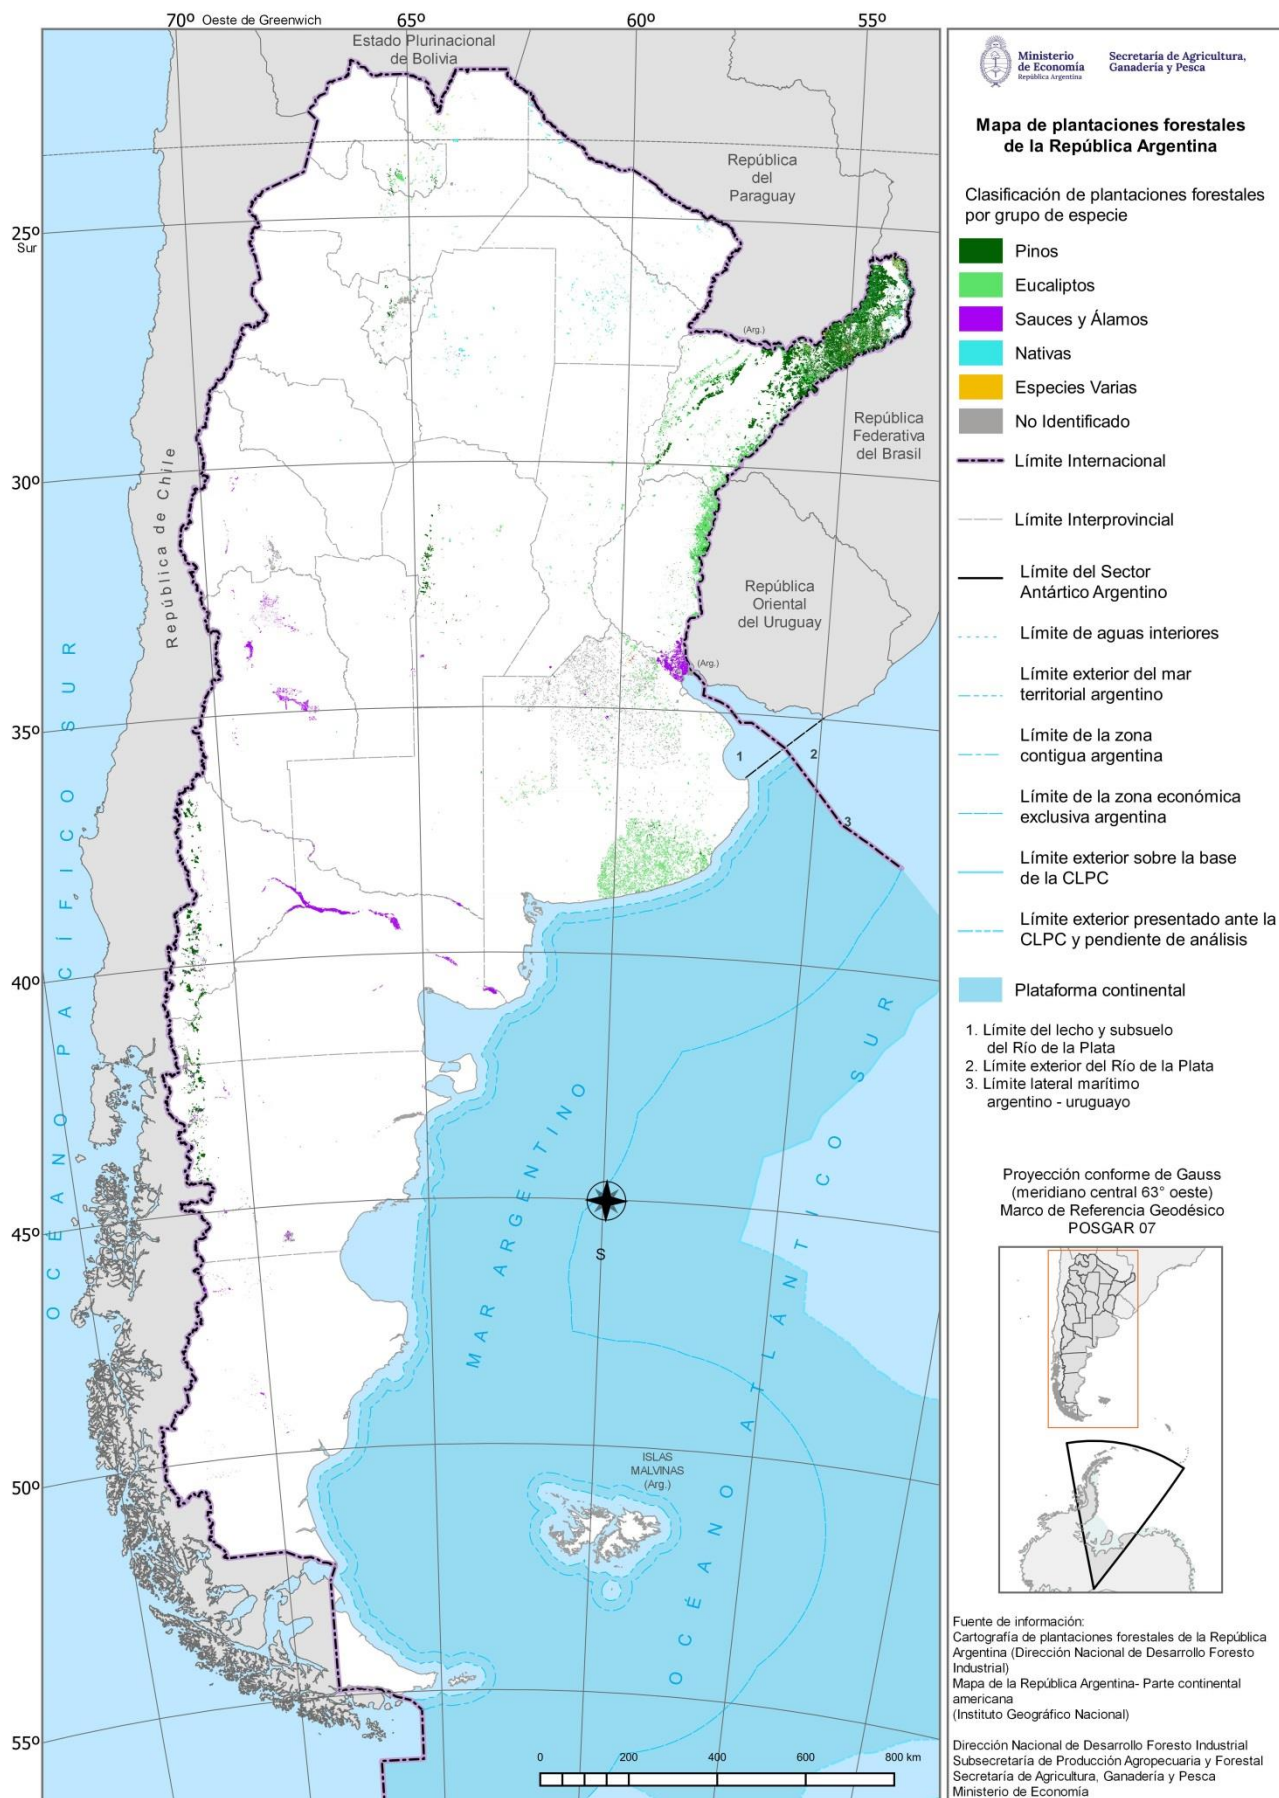 70º Oeste de Greenwich 65º 60º 55º
Estado Plurinacional
de Bolivia
República
del
Paraguay
25º
Sur
(Arg.)
República
Federativa
del Brasil
30º
República de Chile
República
Oriental
del Uruguay
(Arg.)
35º
1
2
3
OCÉANO PACÍFICO SUR
40º
MAR ARGENTINO
OCÉANO ATLÁNTICO SUR
45º
S
50º
ISLAS
MALVINAS
(Arg.)
55º
0 200 400 600 800 km
Ministerio
de Economía
República Argentina
Secretaría de Agricultura,
Ganadería y Pesca
Mapa de plantaciones forestales
de la República Argentina
Clasificación de plantaciones forestales
por grupo de especie
Pinos
Eucaliptos
Sauces y Álamos
Nativas
Especies Varias
No Identificado
Límite Internacional
Límite Interprovincial
Límite del Sector
Antártico Argentino
Límite de aguas interiores
Límite exterior del mar
territorial argentino
Límite de la zona
contigua argentina
Límite de la zona económica
exclusiva argentina
Límite exterior sobre la base
de la CLPC
Límite exterior presentado ante la
CLPC y pendiente de análisis
Plataforma continental
1. Límite del lecho y subsuelo
del Río de la Plata
2. Límite exterior del Río de la Plata
3. Límite lateral marítimo
argentino - uruguayo
Proyección conforme de Gauss
(meridiano central 63° oeste)
Marco de Referencia Geodésico
POSGAR 07
Fuente de información:
Cartografía de plantaciones forestales de la República
Argentina (Dirección Nacional de Desarrollo Foresto
Industrial)
Mapa de la República Argentina- Parte continental
americana
(Instituto Geográfico Nacional)
Dirección Nacional de Desarrollo Foresto Industrial
Subsecretaría de Producción Agropecuaria y Forestal
Secretaría de Agricultura, Ganadería y Pesca
Ministerio de Economía